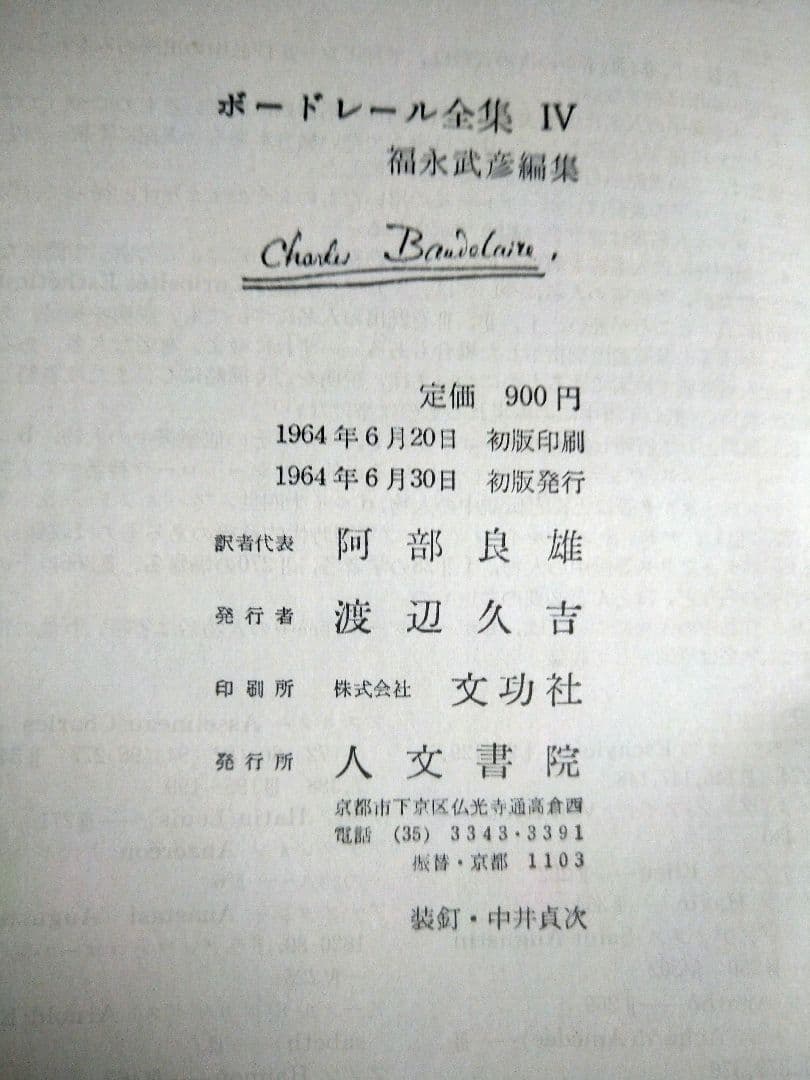 ボードレール全集 IV
福永武彦編集
Charles Baudelaire.
定価 900円
1964年6月20日 初版印刷
1964年6月30日 初版発行
訳者代表 阿部良雄
発行者 渡辺久吉
印刷所 株式会社 文功社
発行所 人文書院
京都市下京区仏光寺通高倉西
電話 (35) 3343・3391
振替・京都 1103
装釘・中井貞次